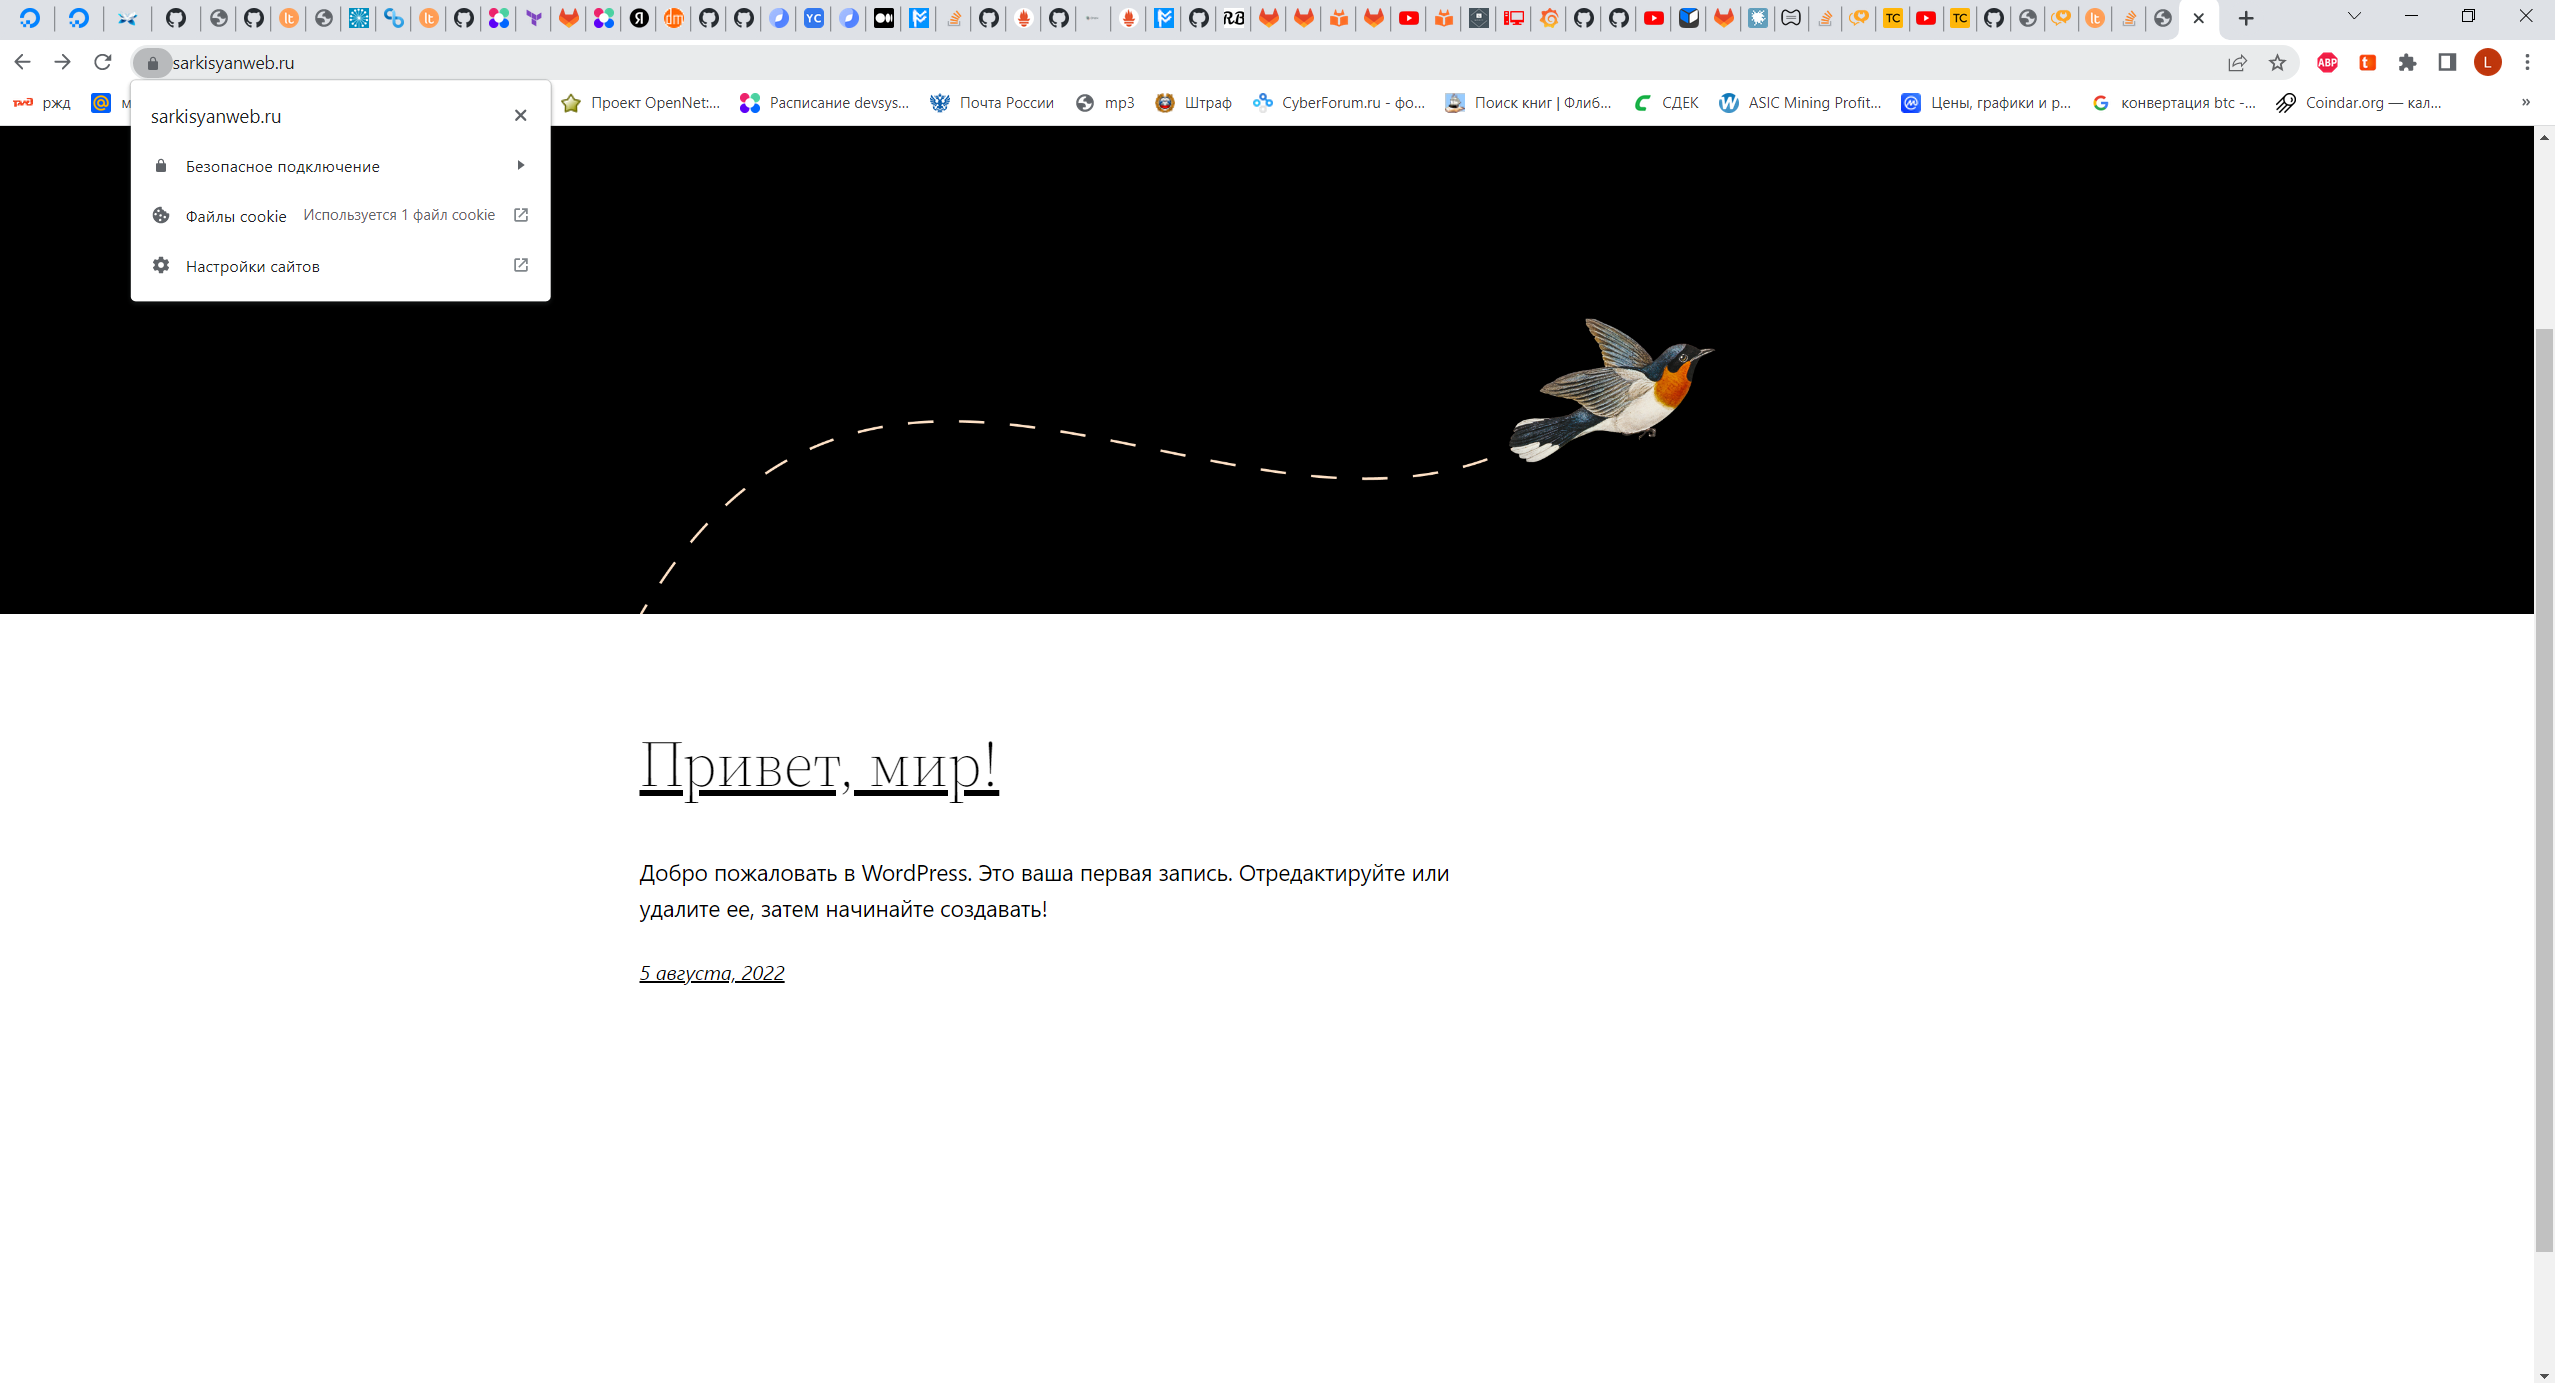 sarkisyanweb.ru
ABP
L
ржд
м
Проект OpenNet:...
Расписание devsys...
Почта России
mp3
Штраф
CyberForum.ru - фо...
Поиск книг | Флиб...
СДЕК
ASIC Mining Profit...
Цены, графики и р...
конвертация btc -...
Coindar.org — кал...
»
sarkisyanweb.ru
Безопасное подключение
Файлы cookie Используется 1 файл cookie
Настройки сайтов
Привет, мир!
Добро пожаловать в WordPress. Это ваша первая запись. Отредактируйте или
удалите ее, затем начинайте создавать!
5 августа, 2022